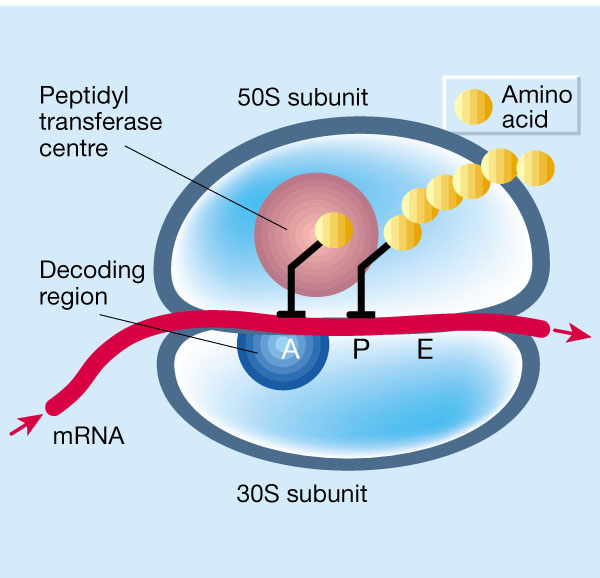 Peptidyl
transferase
centre
50S subunit
Amino
acid
Decoding
region
A P E
mRNA
30S subunit